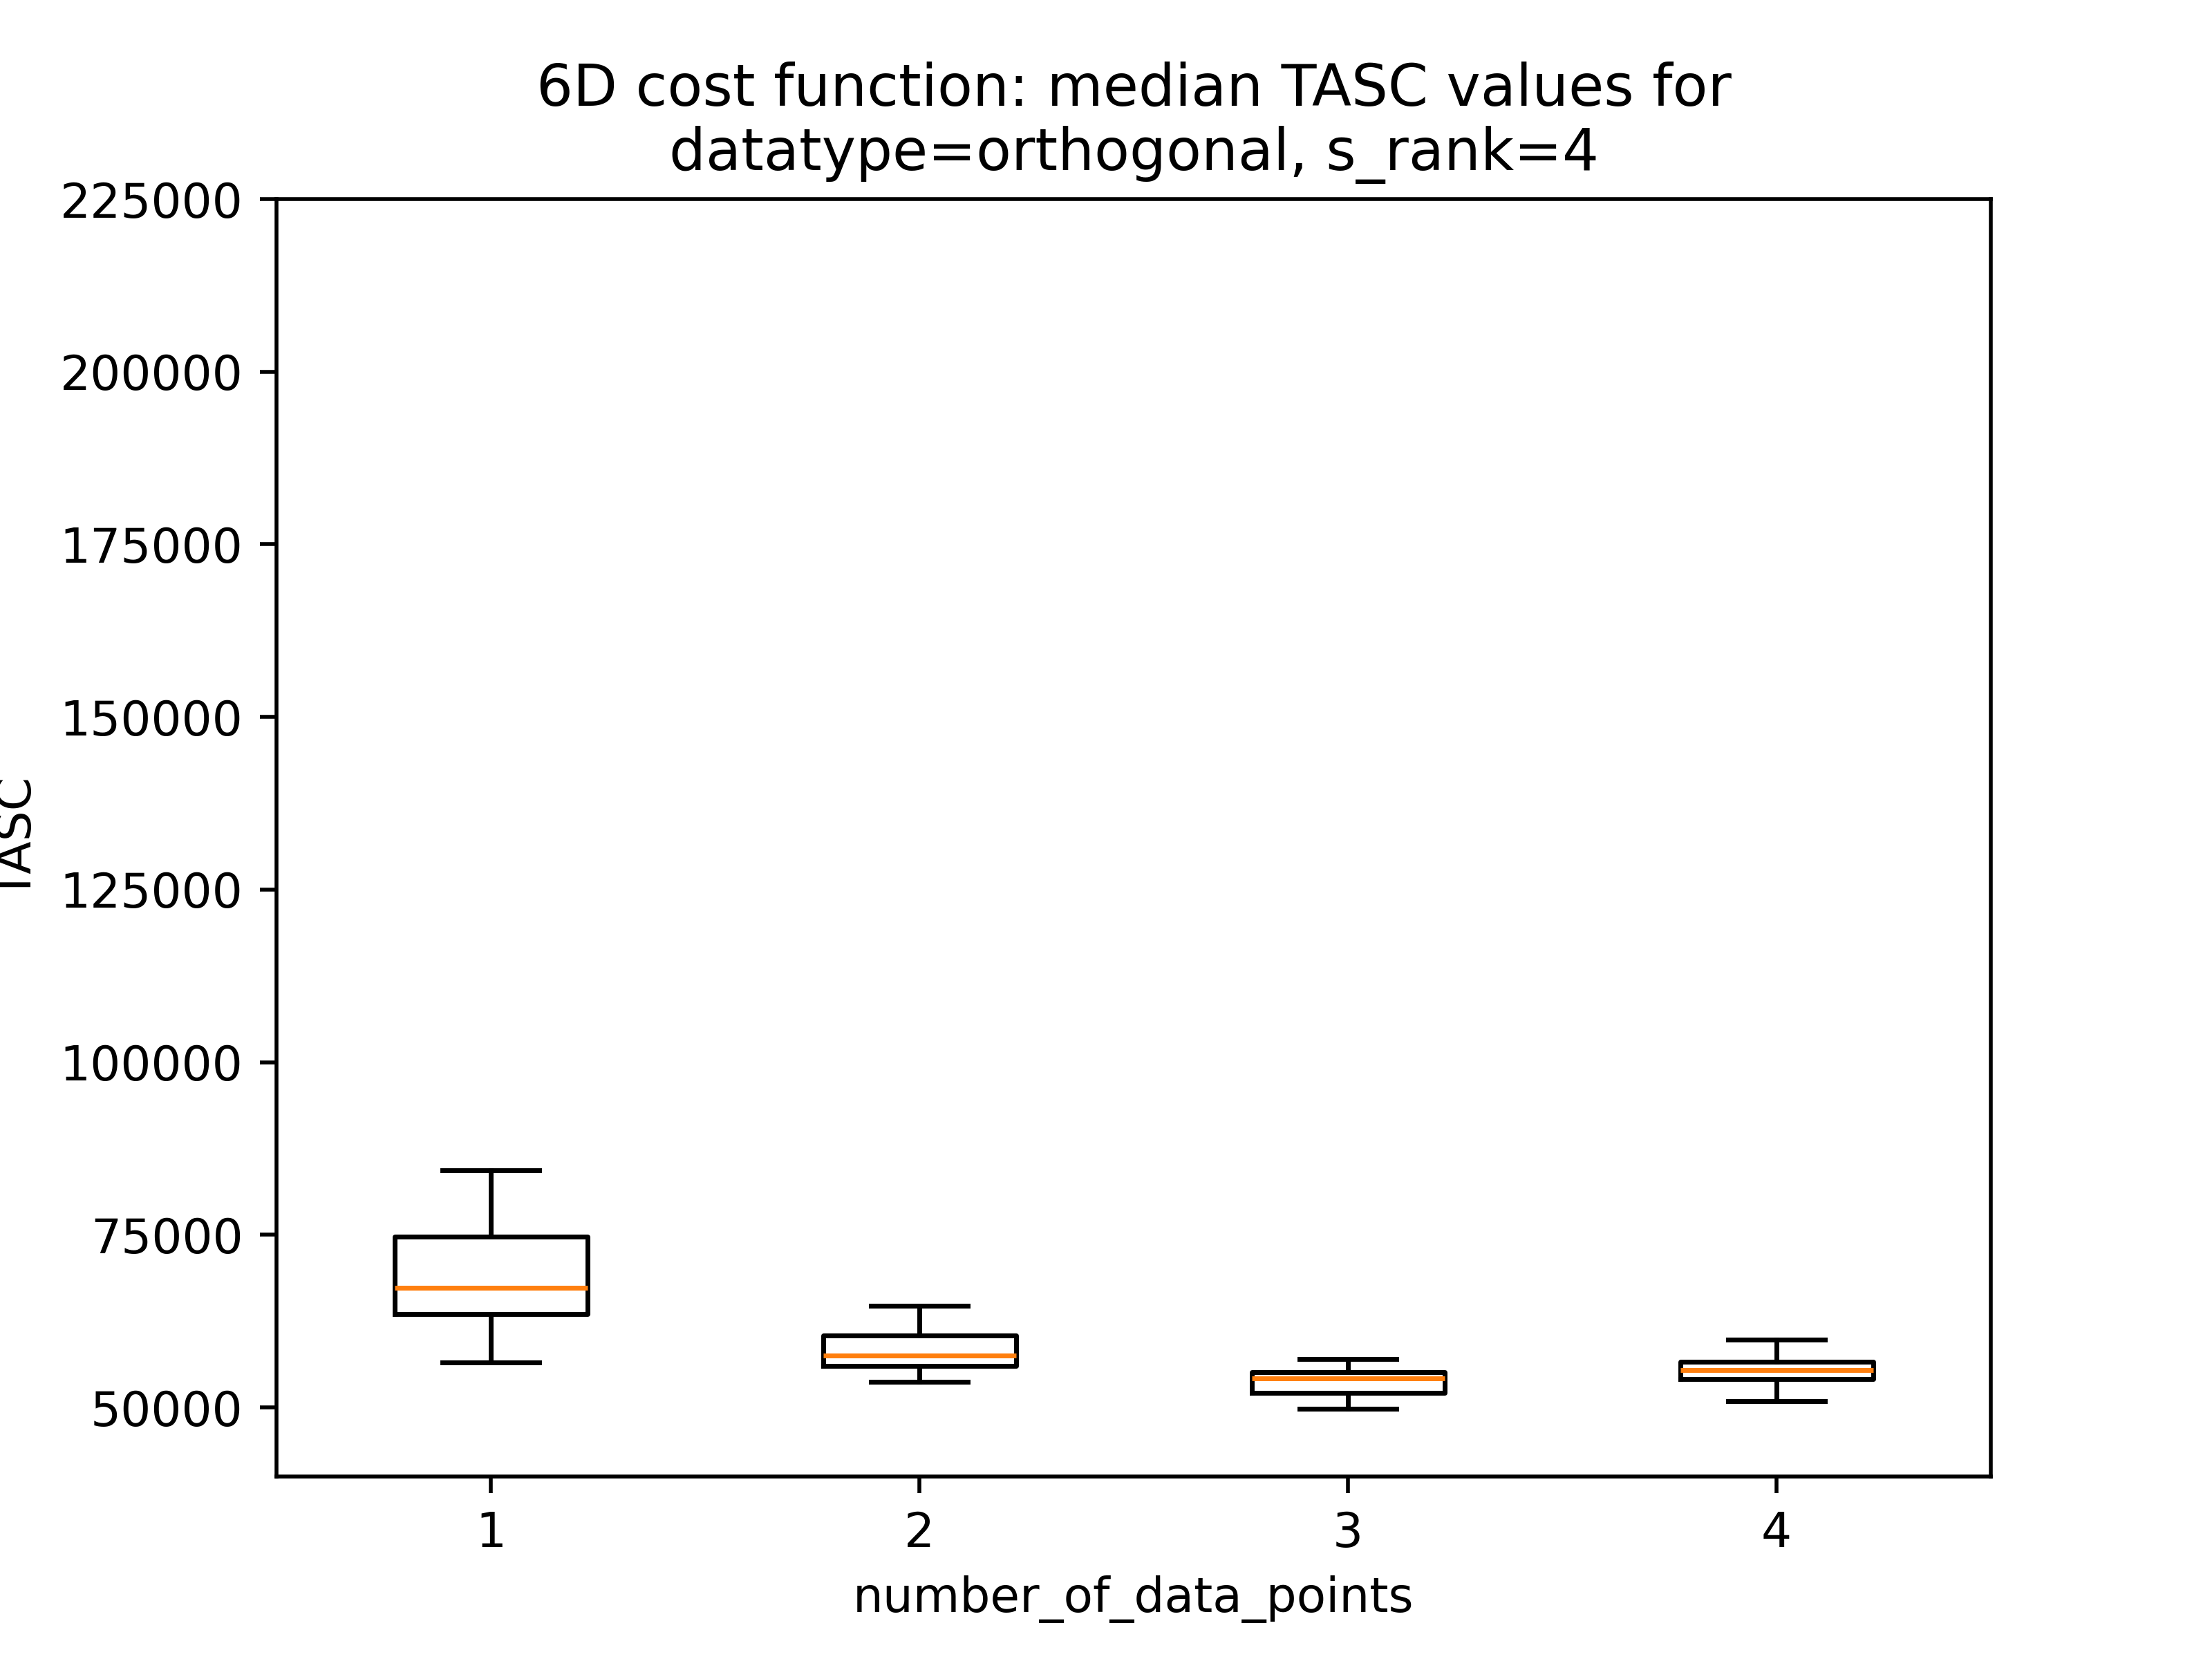 6D cost function: median TASC values for
datatype=orthogonal, s_rank=4
225000
200000
175000
150000
125000
100000
75000
50000
TASC
1 2 3 4
number_of_data_points